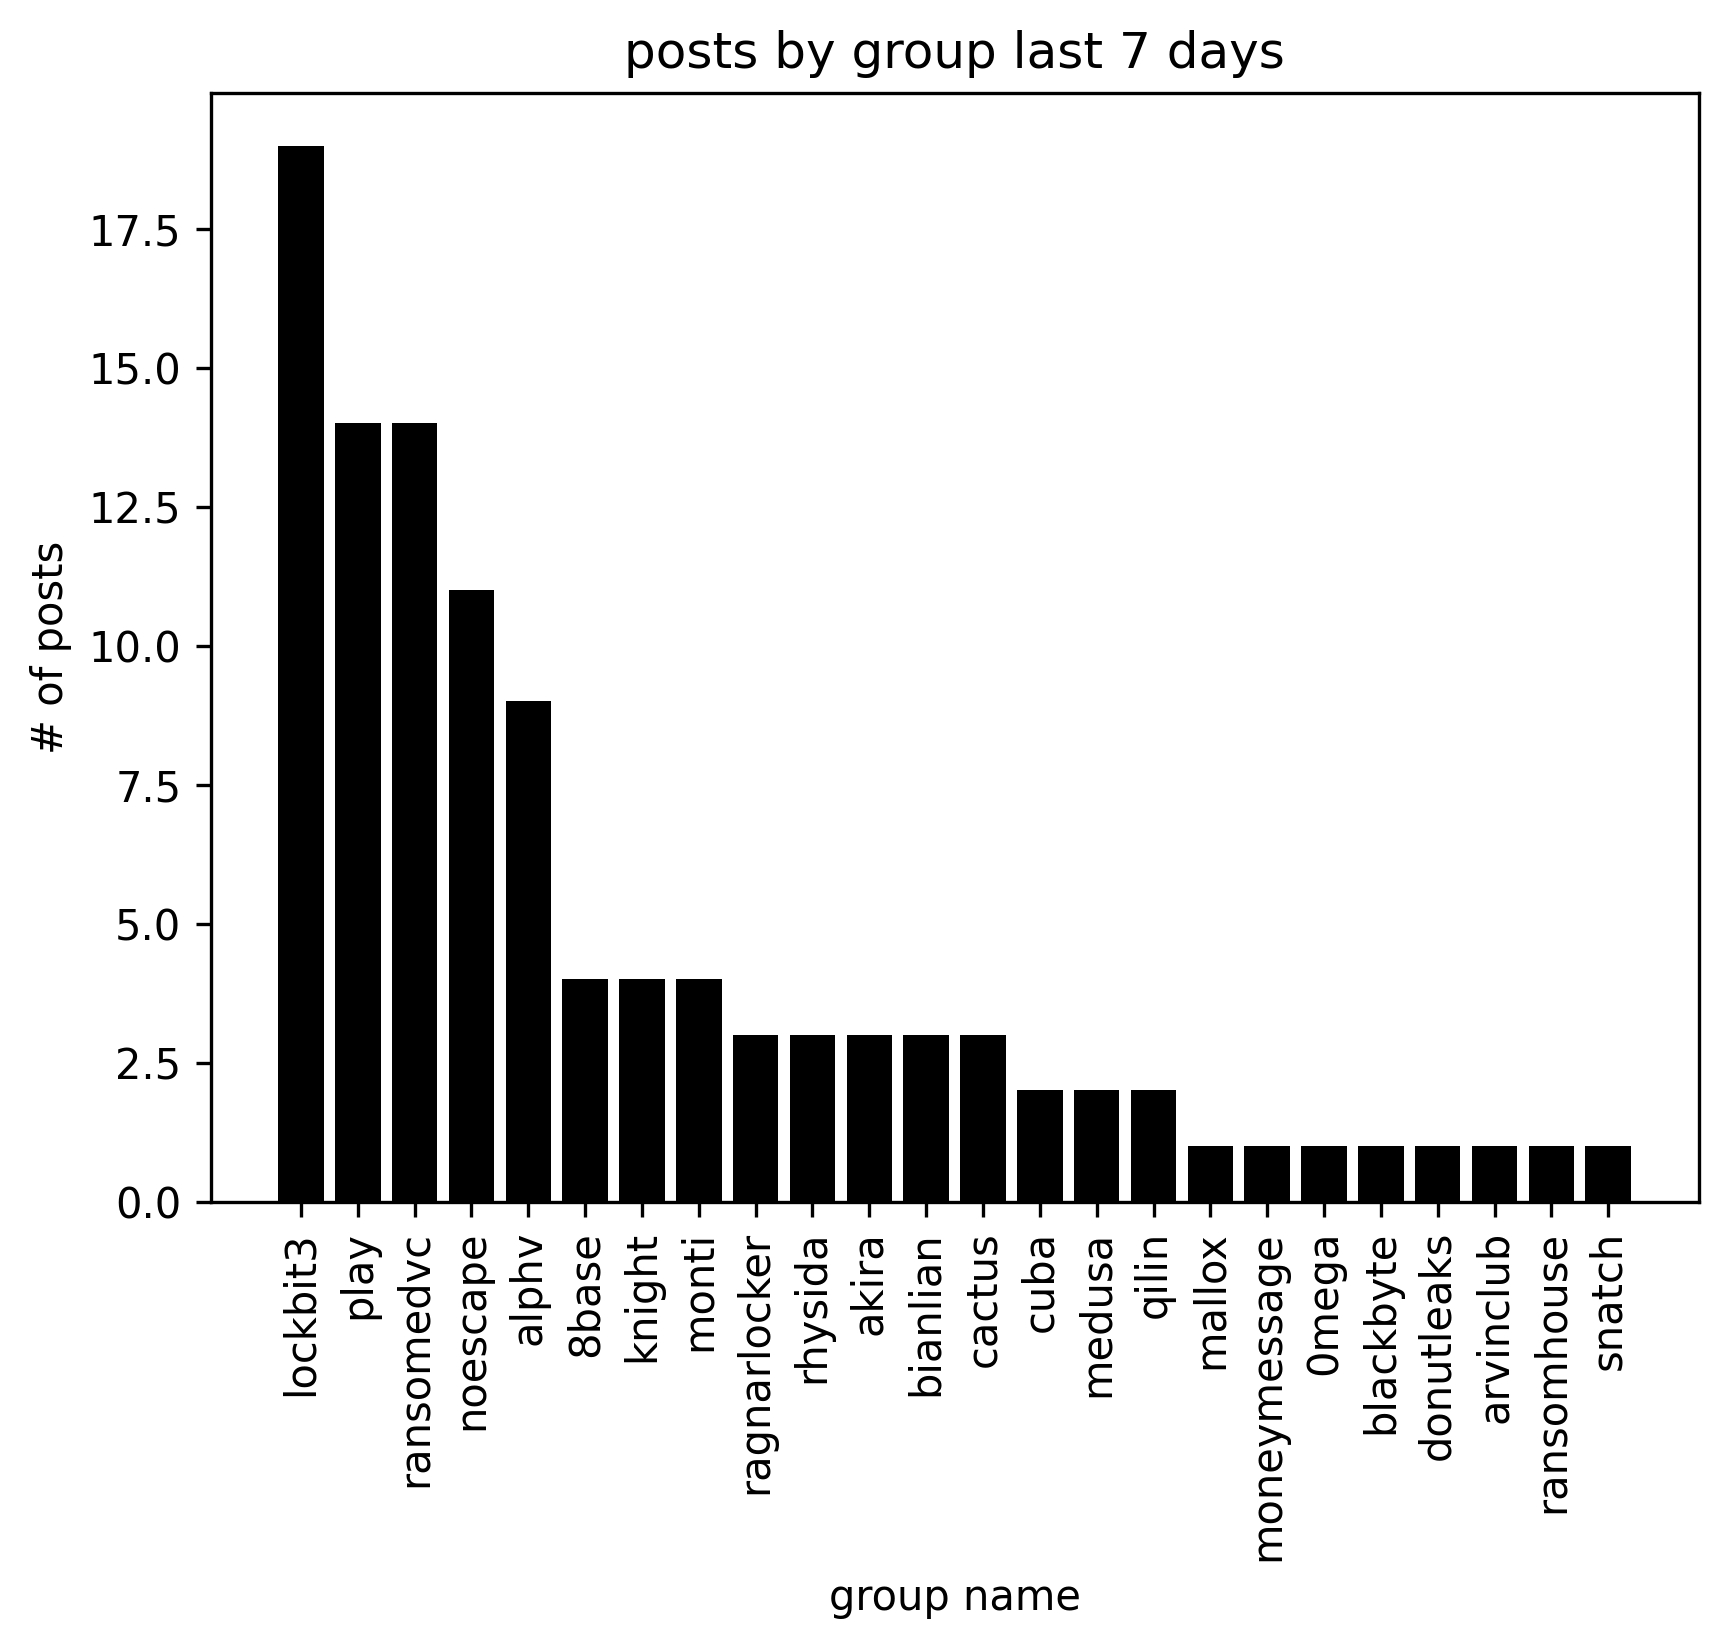 posts by group last 7 days
# of posts
17.5
15.0
12.5
10.0
7.5
5.0
2.5
0.0
lockbit3
play
ransomedvc
noescape
alphv
8base
knight
monti
ragnarlocker
rhysida
akira
bianlian
cactus
cuba
medusa
qilin
mallox
moneymessage
0mega
blackbyte
donutleaks
arvinclub
ransomhouse
snatch
group name